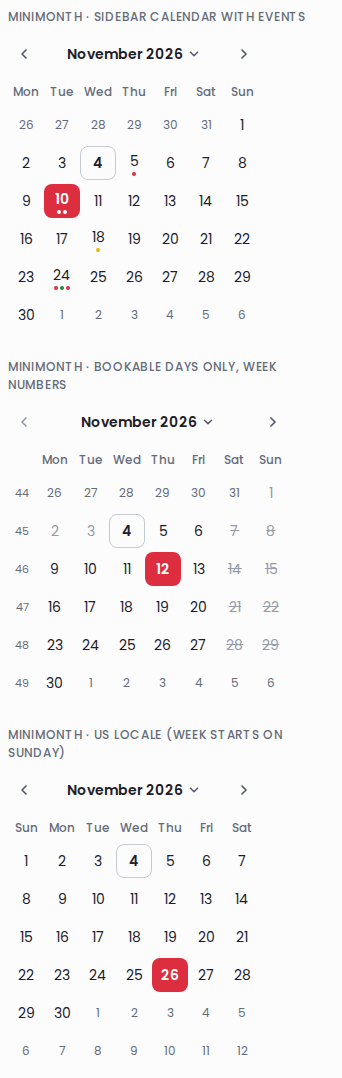 MINIMONTH · SIDEBAR CALENDAR WITH EVENTS
November 2026
Mon Tue Wed Thu Fri Sat Sun
26 27 28 29 30 31 1
2 3 4 5 6 7 8
9 10 11 12 13 14 15
16 17 18 19 20 21 22
23 24 25 26 27 28 29
30 1 2 3 4 5 6
MINIMONTH · BOOKABLE DAYS ONLY, WEEK
NUMBERS
November 2026
Mon Tue Wed Thu Fri Sat Sun
44 26 27 28 29 30 31 1
45 2 3 4 5 6 7 8
46 9 10 11 12 13 14 15
47 16 17 18 19 20 21 22
48 23 24 25 26 27 28 29
49 30 1 2 3 4 5 6
MINIMONTH · US LOCALE (WEEK STARTS ON
SUNDAY)
November 2026
Sun Mon Tue Wed Thu Fri Sat
1 2 3 4 5 6 7
8 9 10 11 12 13 14
15 16 17 18 19 20 21
22 23 24 25 26 27 28
29 30 1 2 3 4 5
6 7 8 9 10 11 12